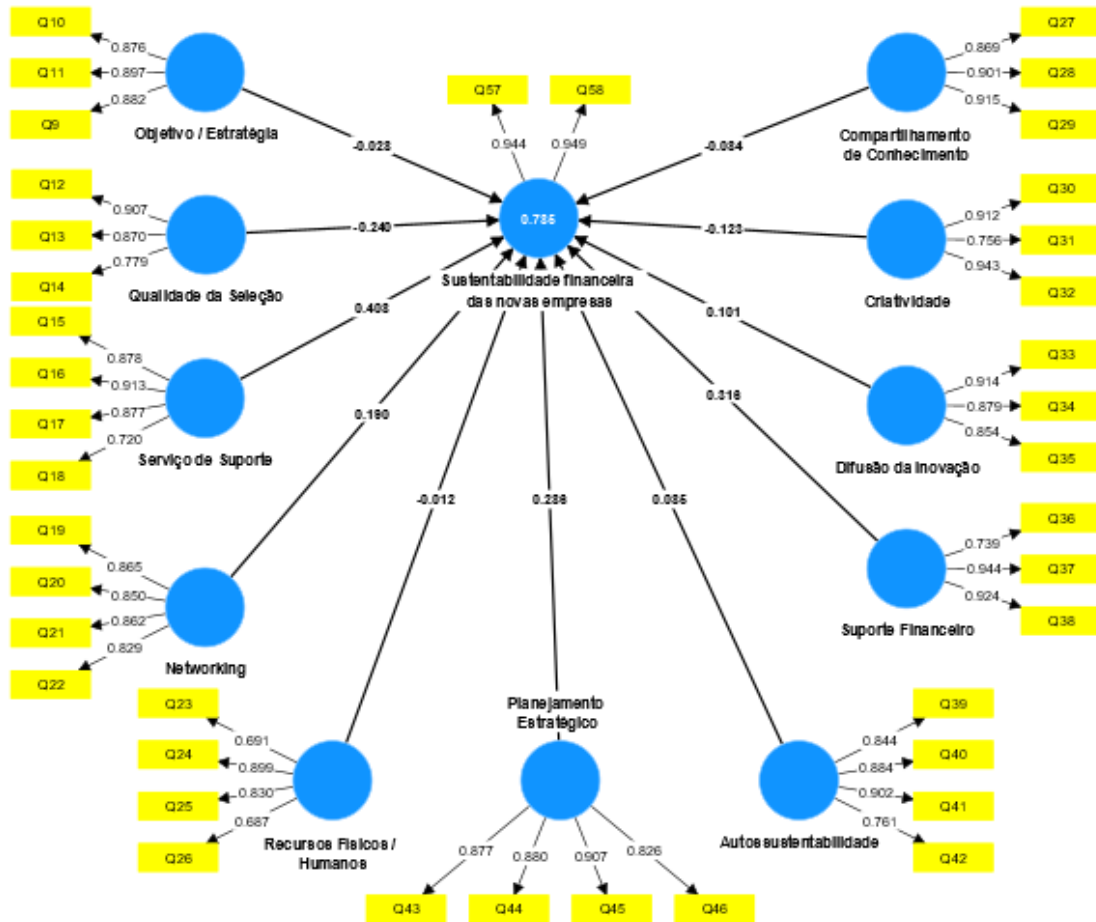 Q10
0.876
Q11
0.897
Q9
0.882
Objetivo / Estratégia
-0.028
Q57
Q58
0.944
0.949
Q27
0.869
Q28
0.901
Q29
0.915
Compartilhamento
de Conhecimento
-0.084
Q12
0.907
Q13
0.870
Q14
0.779
Qualidade da Seleção
-0.240
0.785
Sustentabilidade financeira
das novas empresas
Q30
0.912
Q31
0.756
Q32
0.943
Criatividade
-0.123
Q15
0.878
Q16
0.913
Q17
0.877
Q18
0.720
Serviço de Suporte
0.408
Q33
0.914
Q34
0.879
Q35
0.854
Difusão da Inovação
0.101
Q19
0.865
Q20
0.850
Q21
0.862
Q22
0.829
Networking
0.190
Q36
0.739
Q37
0.944
Q38
0.924
Suporte Financeiro
0.316
Q23
0.691
Q24
0.899
Q25
0.830
Q26
0.687
Recursos Físicos /
Humanos
-0.012
Planejamento
Estratégico
0.236
0.877
0.880
0.907
0.826
Q43
Q44
Q45
Q46
Q39
0.844
Q40
0.884
Q41
0.902
Q42
0.761
Autossustentabilidade
0.085